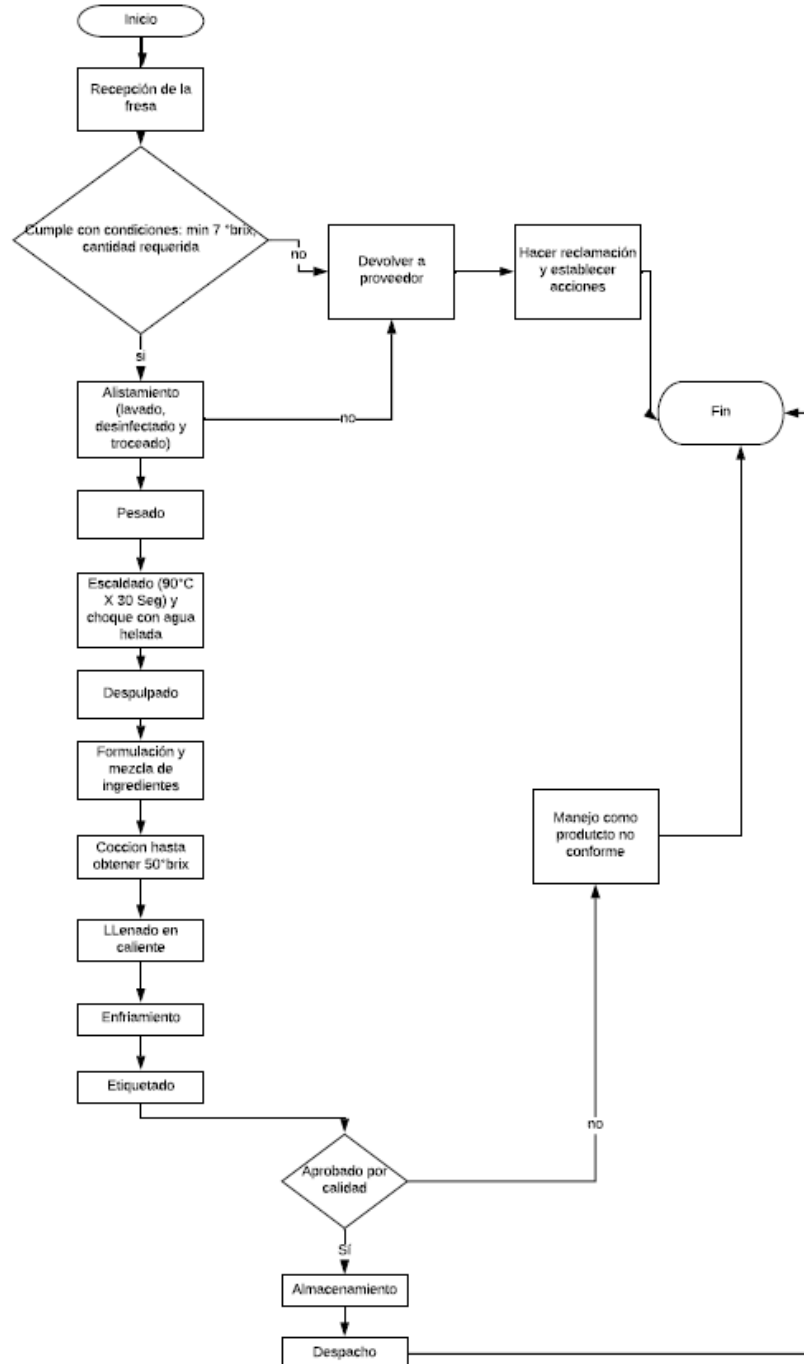 Inicio
Recepción de la
fresa
Cumple con condiciones: min 7 °brix,
cantidad requerida
no
Devolver a
proveedor
Hacer reclamación
y establecer
acciones
si
Alistamiento
(lavado,
desinfectado y
troceado)
no
Fin
Pesado
Escaldado (90°C
X 30 Seg) y
choque con agua
helada
Despulpado
Formulación y
mezcla de
ingredientes
Manejo como
produtcto no
conforme
Coccion hasta
obtener 50°brix
LLenado en
caliente
Enfriamiento
Etiquetado
no
Aprobado por
calidad
Sí
Almacenamiento
Despacho